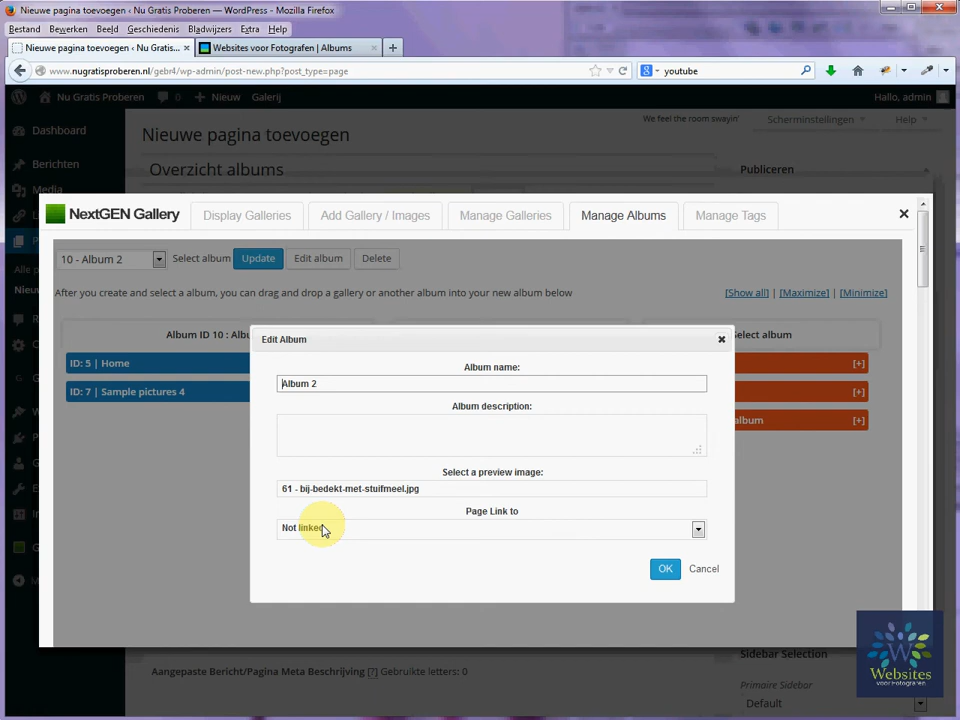 Nieuwe pagina toevoegen ‹ Nu Gratis Proberen — WordPress - Mozilla Firefox
Bestand Bewerken Beeld Geschiedenis Bladwijzers Extra Help
Nieuwe pagina toevoegen ‹ Nu Gratis... × Websites voor Fotografen | Albums ×
www.nugratisproberen.nl/gebr4/wp-admin/post-new.php?post_type=page youtube
Nu Gratis Proberen Nieuw Galerij Hallo, admin
We feel the room swayin' Scherminstellingen Help
Dashboard Nieuwe pagina toevoegen
Berichten Overzicht albums Publiceren
Media
NextGEN Gallery Display Galleries Add Gallery / Images Manage Galleries Manage Albums Manage Tags
10 - Album 2 Select album Update Edit album Delete
After you create and select a album, you can drag and drop a gallery or another album into your new album below [Show all] | [Maximize] | [Minimize]
Album ID 10 : Albu Select album
Edit Album
ID: 5 | Home [+]
Album name:
Album 2
ID: 7 | Sample pictures 4 [+]
Album description:
album [+]
Select a preview image:
61 - bij-bedekt-met-stuifmeel.jpg
Page Link to
Not linked
OK Cancel
Websites
voor Fotografen
Sidebar Selection
Aangepaste Bericht/Pagina Meta Beschrijving [?] Gebruikte letters: 0
Primaire Sidebar
Default